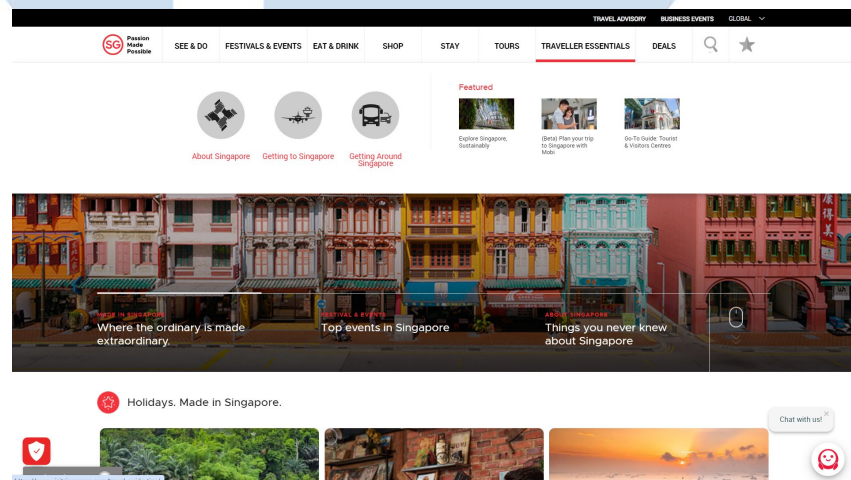 TRAVEL ADVISORY BUSINESS EVENTS GLOBAL
SG Passion
Made
Possible
SEE & DO FESTIVALS & EVENTS EAT & DRINK SHOP STAY TOURS TRAVELLER ESSENTIALS DEALS
Featured
About Singapore
Getting to Singapore
Getting Around
Singapore
Explore Singapore,
Sustainably
(Beta) Plan your trip
to Singapore with
Mobi
Go-To Guide: Tourist
& Visitors Centres
康
得
美
MADE IN SINGAPORE
Where the ordinary is made
extraordinary.
FESTIVAL & EVENTS
Top events in Singapore
ABOUT SINGAPORE
Things you never knew
about Singapore
Holidays. Made in Singapore.
Chat with us!